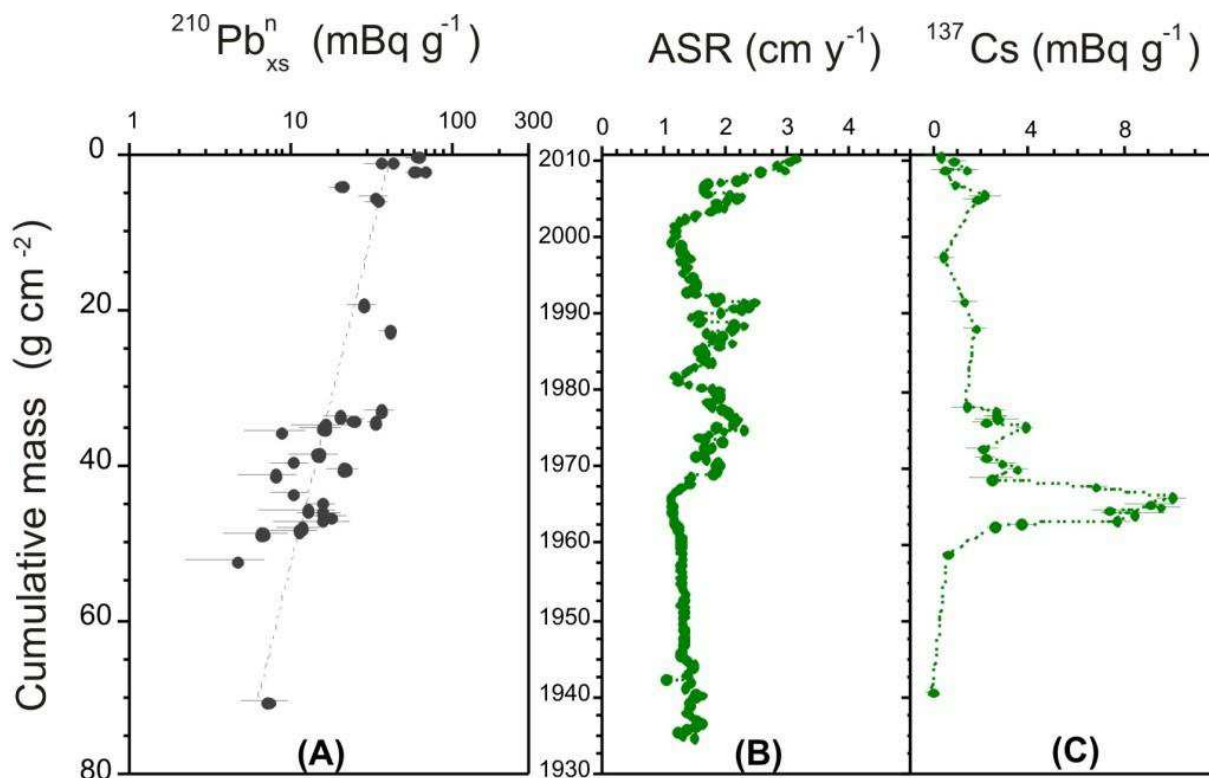 ²¹⁰Pbⁿxs (mBq g⁻¹) ASR (cm y⁻¹) ¹³⁷Cs (mBq g⁻¹)
1 10 100 300 0 1 2 3 4 0 4 8
Cumulative mass (g cm⁻²)
0 2010
2000
20 1990
1980
40 1970
1960
60 1950
1940
80 1930
(A) (B) (C)